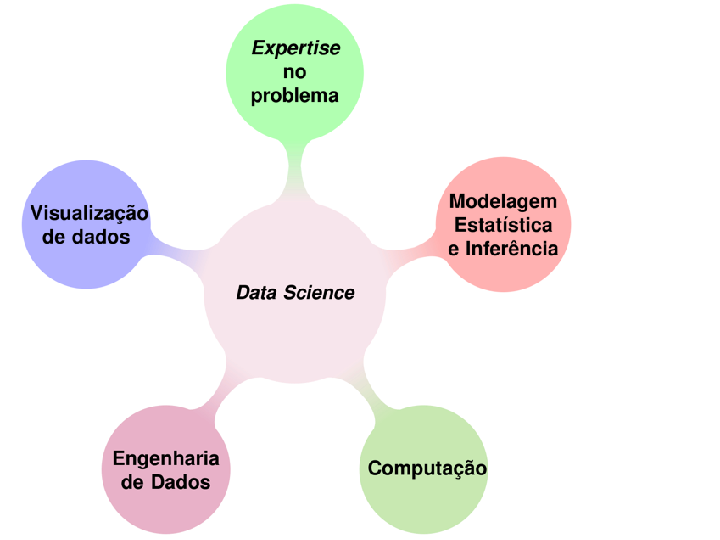 Expertise
no
problema
Visualização
de dados
Modelagem
Estatística
e Inferência
Data Science
Engenharia
de Dados
Computação